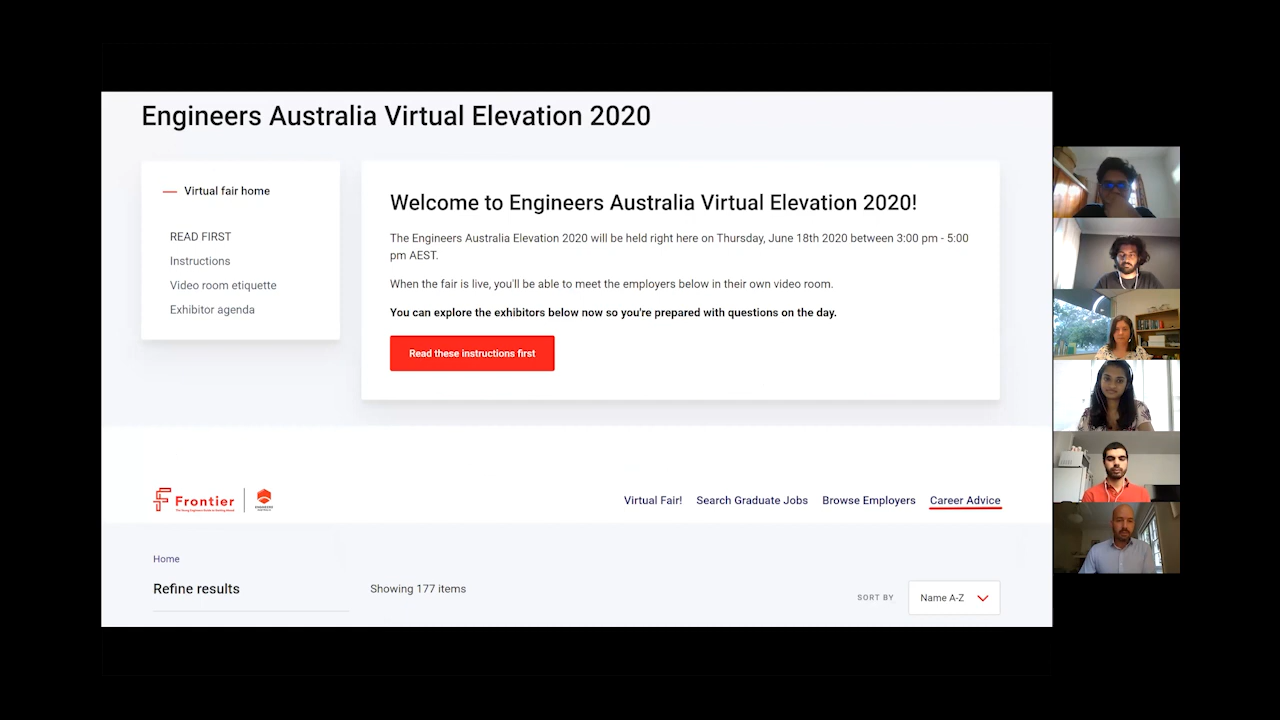 Engineers Australia Virtual Elevation 2020
Virtual fair home
READ FIRST
Instructions
Video room etiquette
Exhibitor agenda
Welcome to Engineers Australia Virtual Elevation 2020!
The Engineers Australia Elevation 2020 will be held right here on Thursday, June 18th 2020 between 3:00 pm - 5:00
pm AEST.
When the fair is live, you'll be able to meet the employers below in their own video room.
You can explore the exhibitors below now so you're prepared with questions on the day.
Read these instructions first
Frontier
ENGINEERS
AUSTRALIA
Virtual Fair!
Search Graduate Jobs
Browse Employers
Career Advice
Home
Refine results
Showing 177 items
SORT BY
Name A-Z